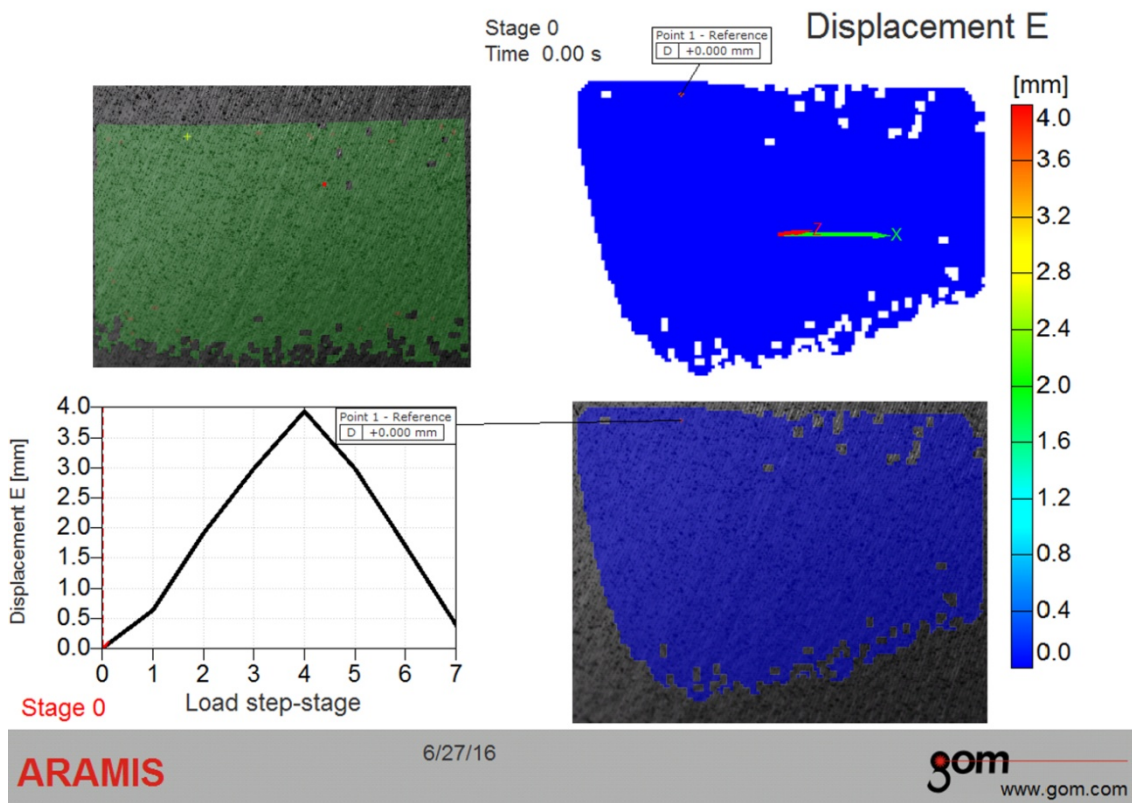 Stage 0
Time 0.00 s
Displacement E
Point 1 - Reference
D +0.000 mm
[mm]
4.0
3.6
3.2
2.8
2.4
2.0
1.6
1.2
0.8
0.4
0.0
Z
X
Displacement E [mm]
4.0
3.5
3.0
2.5
2.0
1.5
1.0
0.5
0.0
Point 1 - Reference
D +0.000 mm
0 1 2 3 4 5 6 7
Stage 0
Load step-stage
ARAMIS
6/27/16
gom
www.gom.com